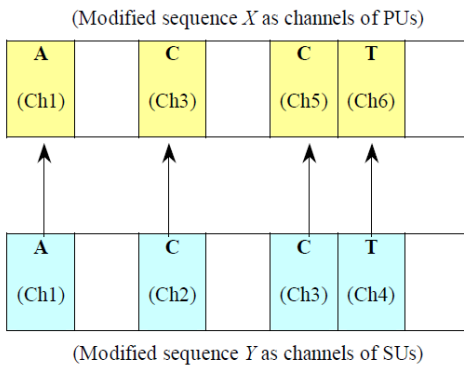 (Modified sequence X as channels of PUs)
A C C T
(Ch1) (Ch3) (Ch5) (Ch6)
A C C T
(Ch1) (Ch2) (Ch3) (Ch4)
(Modified sequence Y as channels of SUs)